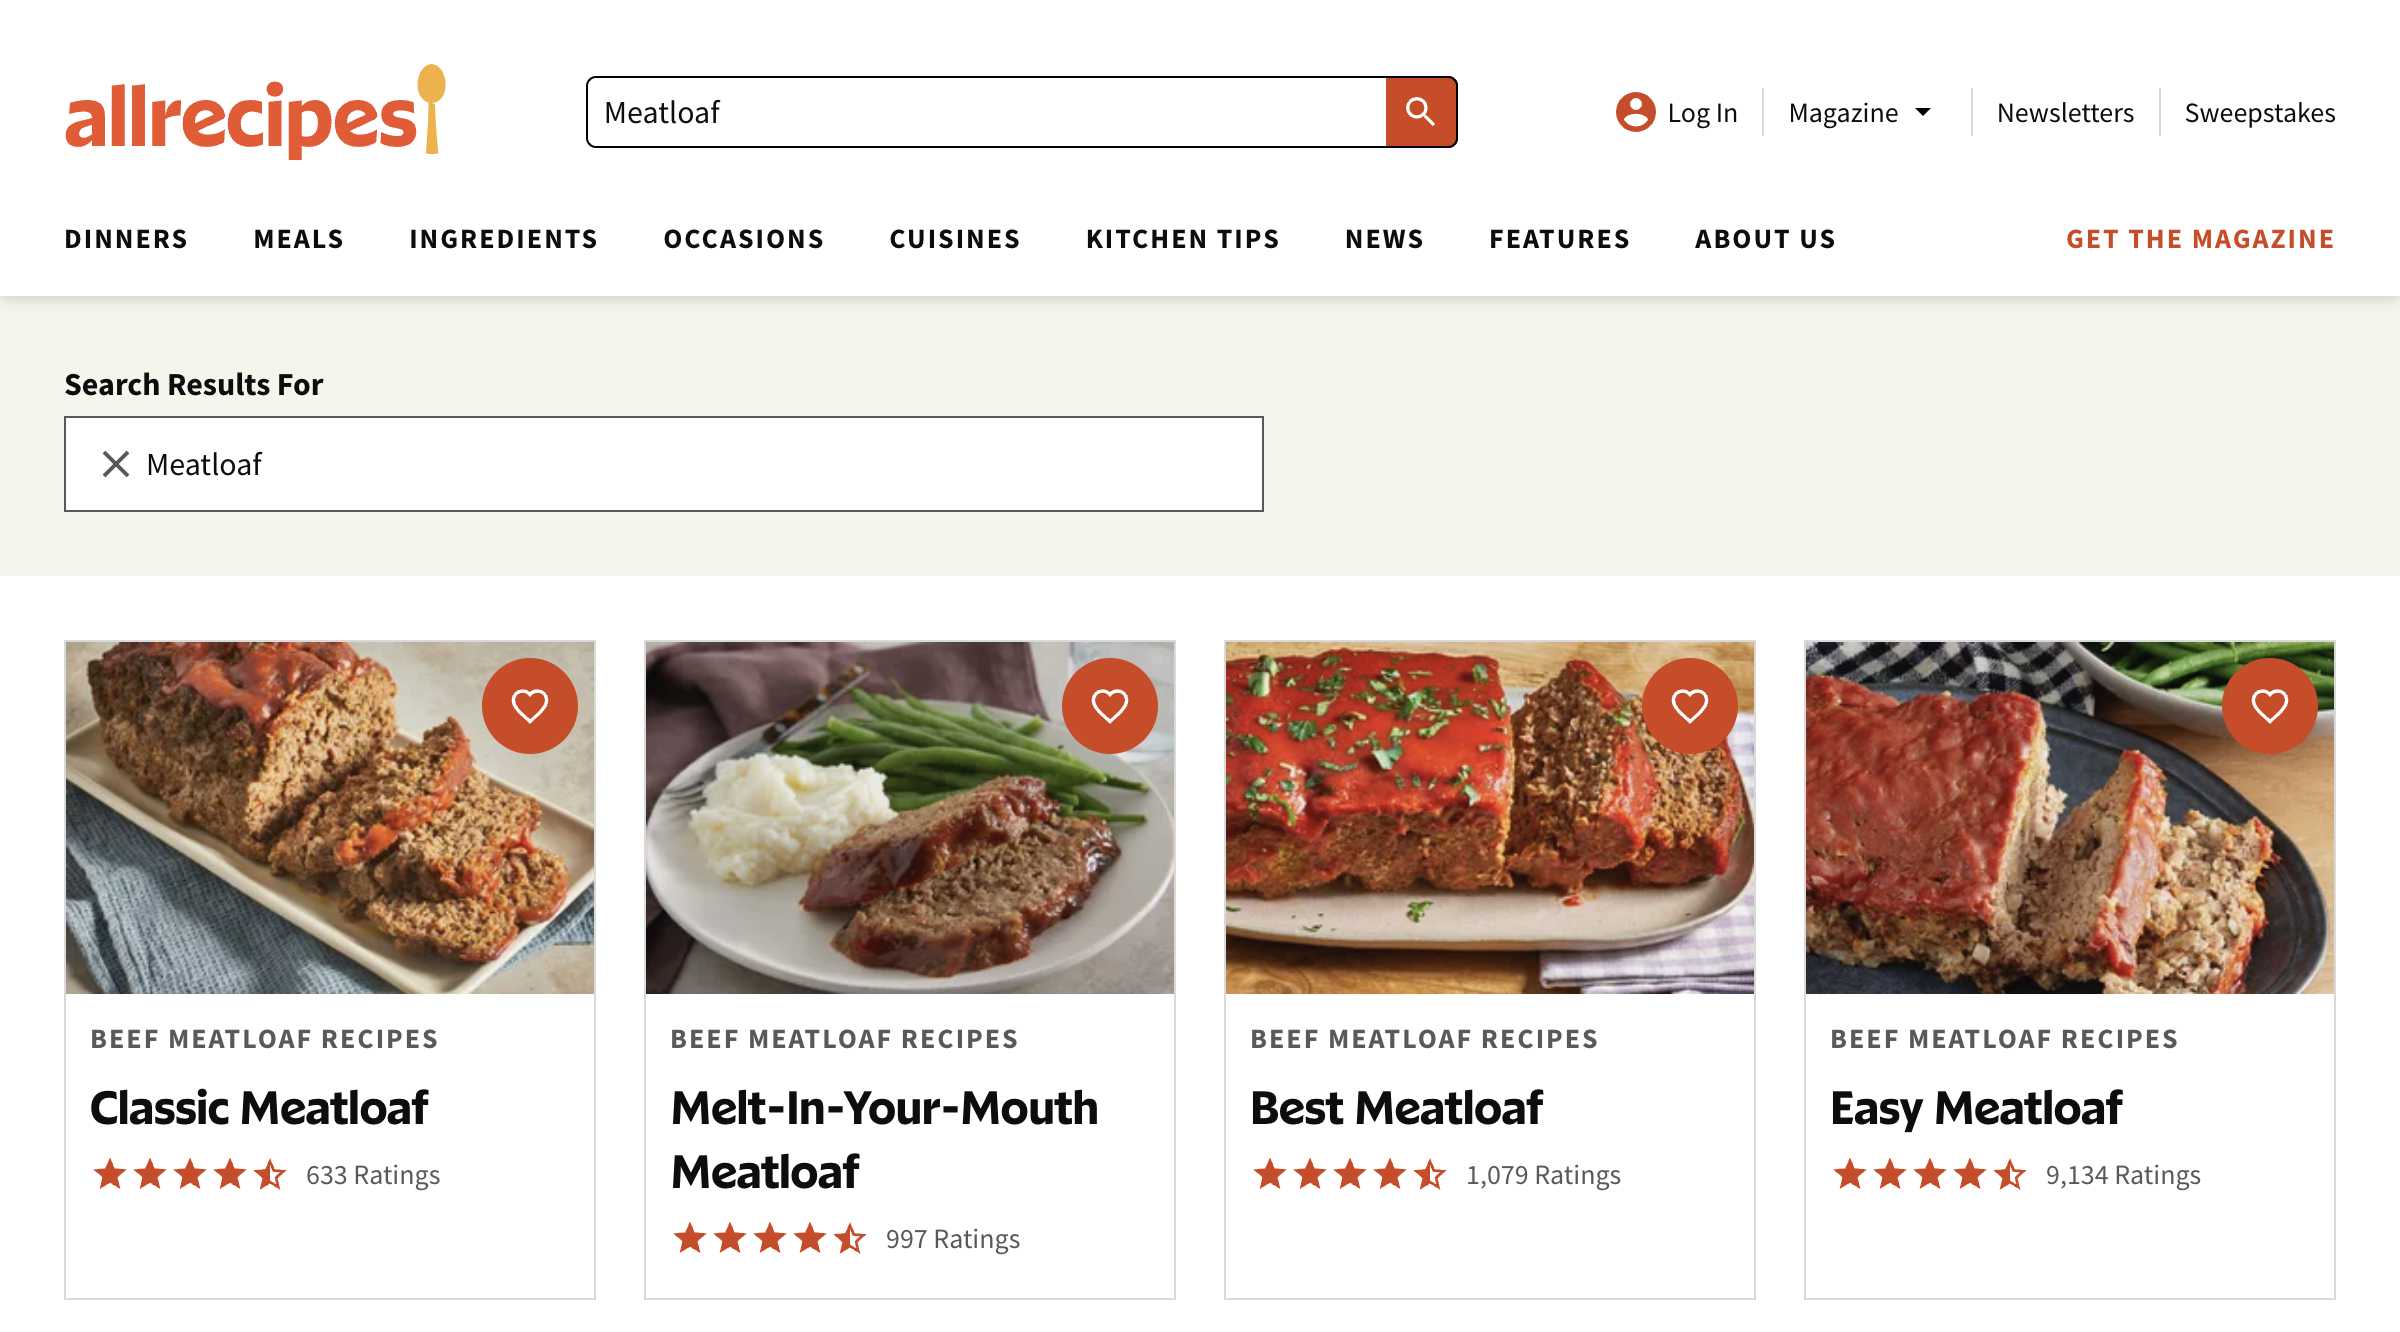 allrecipes
Meatloaf
Log In
Magazine
Newsletters
Sweepstakes
DINNERS
MEALS
INGREDIENTS
OCCASIONS
CUISINES
KITCHEN TIPS
NEWS
FEATURES
ABOUT US
GET THE MAGAZINE
Search Results For
Meatloaf
BEEF MEATLOAF RECIPES
Classic Meatloaf
633 Ratings
BEEF MEATLOAF RECIPES
Melt-In-Your-Mouth
Meatloaf
997 Ratings
BEEF MEATLOAF RECIPES
Best Meatloaf
1,079 Ratings
BEEF MEATLOAF RECIPES
Easy Meatloaf
9,134 Ratings